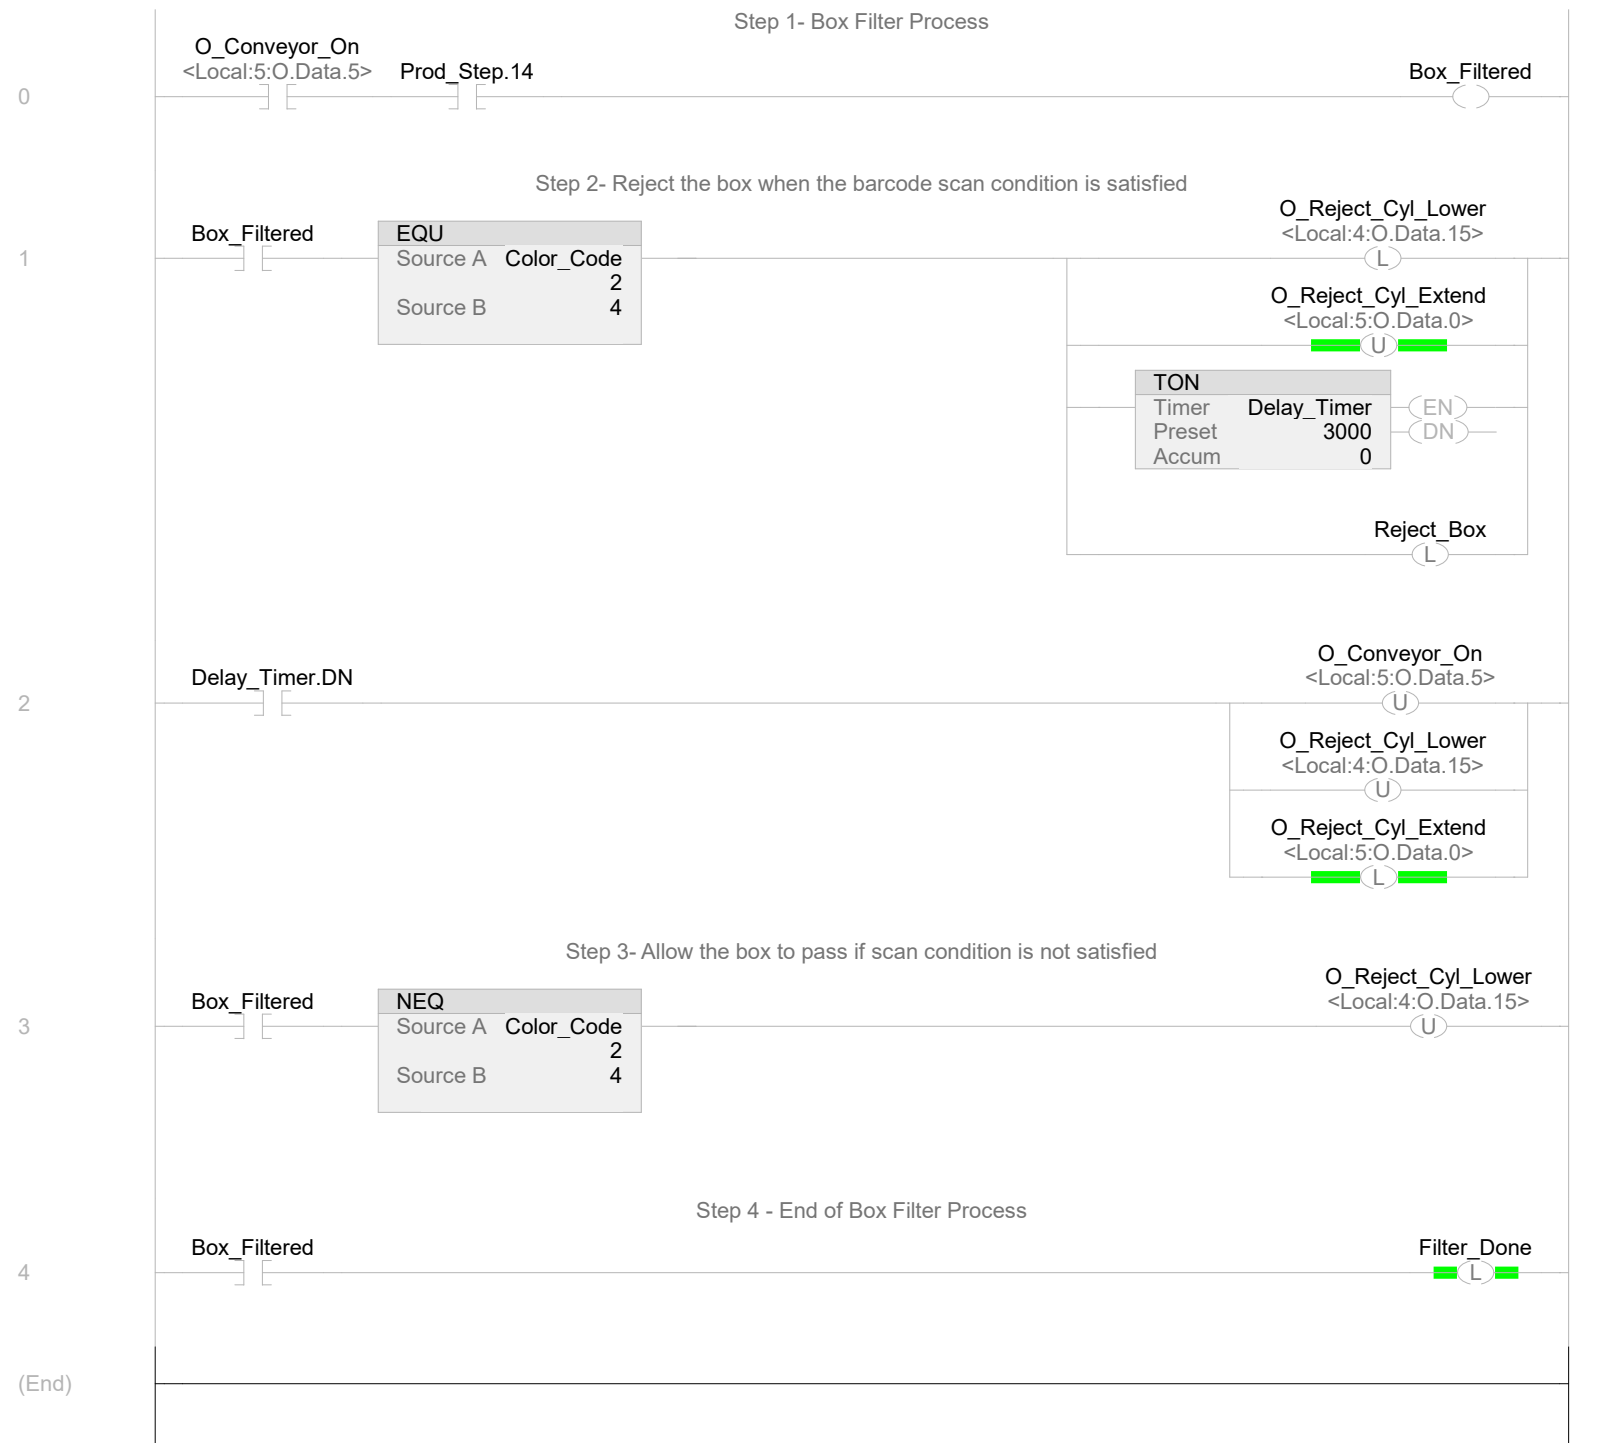 Step 1- Box Filter Process
O_Conveyor_On
<Local:5:O.Data.5>
Prod_Step.14
Box_Filtered
0
Step 2- Reject the box when the barcode scan condition is satisfied
O_Reject_Cyl_Lower
<Local:4:O.Data.15>
Box_Filtered
EQU
1
Source A Color_Code
2
Source B 4
L
O_Reject_Cyl_Extend
<Local:5:O.Data.0>
U
TON
Timer Delay_Timer
Preset 3000
Accum 0
EN
DN
Reject_Box
L
O_Conveyor_On
<Local:5:O.Data.5>
Delay_Timer.DN
2
U
O_Reject_Cyl_Lower
<Local:4:O.Data.15>
U
O_Reject_Cyl_Extend
<Local:5:O.Data.0>
L
Step 3- Allow the box to pass if scan condition is not satisfied
O_Reject_Cyl_Lower
<Local:4:O.Data.15>
Box_Filtered
NEQ
3
Source A Color_Code
2
Source B 4
U
Step 4 - End of Box Filter Process
Box_Filtered
Filter_Done
4
L
(End)